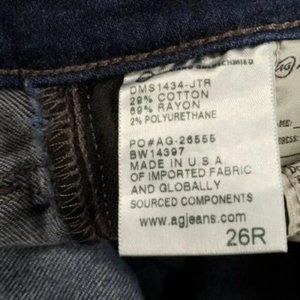 DMS1434-JTR
29% COTTON
69% RAYON
2% POLYURETHANE
PO#AG-26555
BW14397
MADE IN U.S.A
OF IMPORTED FABRIC
AND GLOBALLY
SOURCED COMPONENTS
www.agjeans.com
26R
AG